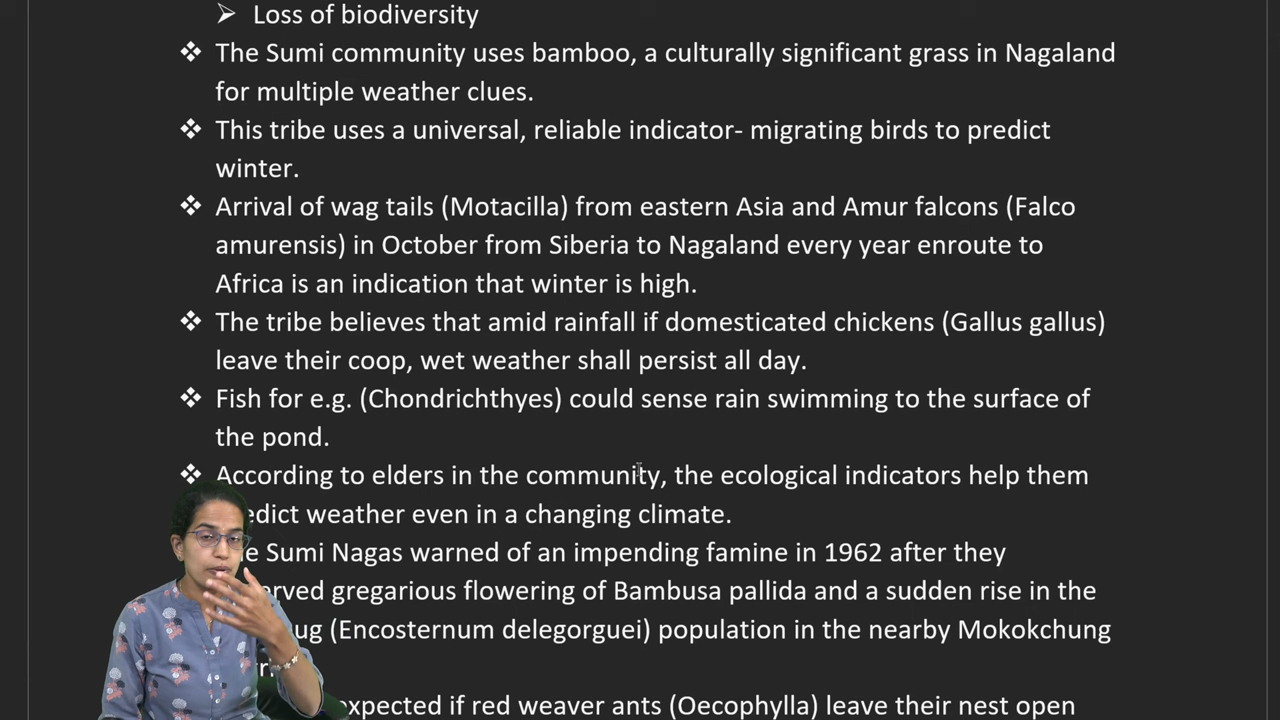 Loss of biodiversity
The Sumi community uses bamboo, a culturally significant grass in Nagaland
for multiple weather clues.
This tribe uses a universal, reliable indicator- migrating birds to predict
winter.
Arrival of wag tails (Motacilla) from eastern Asia and Amur falcons (Falco
amurensis) in October from Siberia to Nagaland every year enroute to
Africa is an indication that winter is high.
The tribe believes that amid rainfall if domesticated chickens (Gallus gallus)
leave their coop, wet weather shall persist all day.
Fish for e.g. (Chondrichthyes) could sense rain swimming to the surface of
the pond.
According to elders in the community, the ecological indicators help them
weather even in a changing climate.
Sumi Nagas warned of an impending famine in 1962 after they
gregarious flowering of Bambusa pallida and a sudden rise in the
(Encosternum delegorguei) population in the nearby Mokokchung
if red weaver ants (Oecophylla) leave their nest open